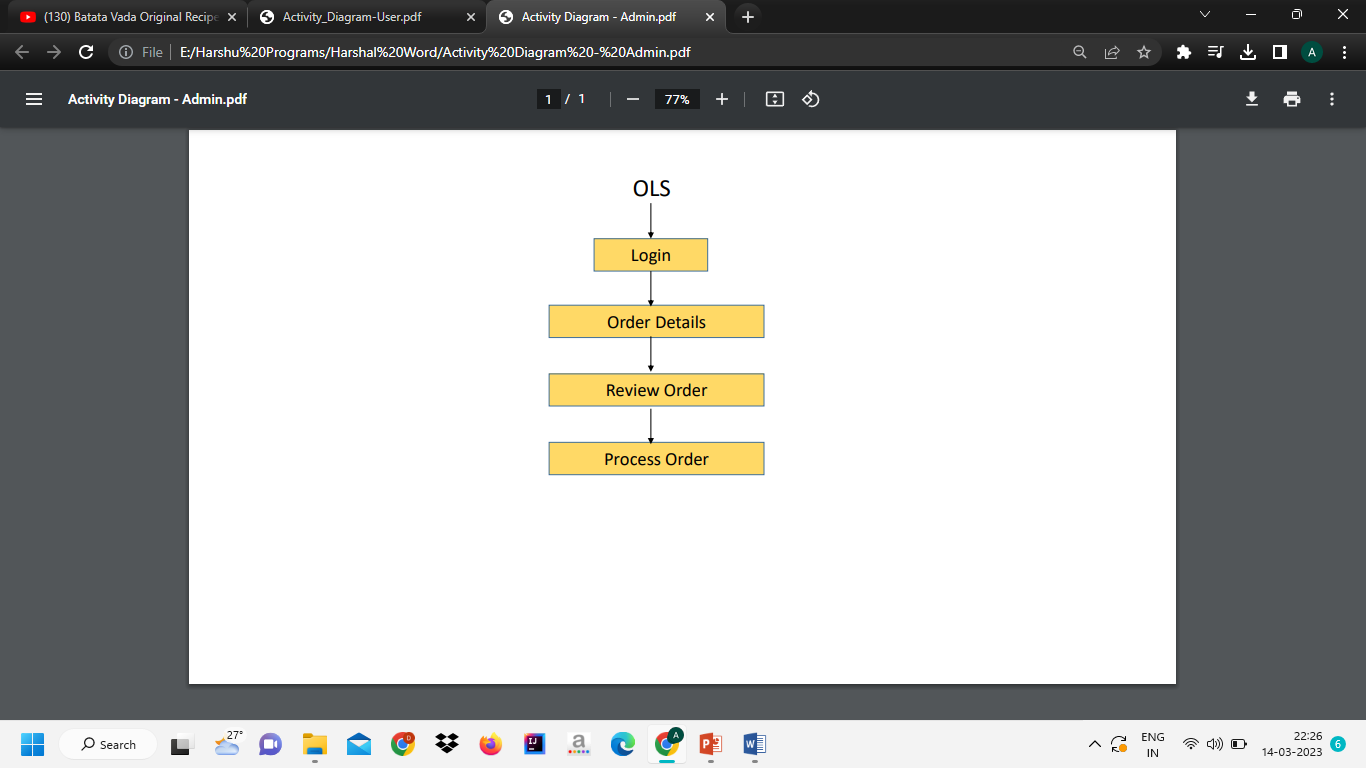 (130) Batata Vada Original Recipe
Activity_Diagram-User.pdf
Activity Diagram - Admin.pdf
File
E:/Harshu%20Programs/Harshal%20Word/Activity%20Diagram%20-%20Admin.pdf
A
Activity Diagram - Admin.pdf
1 / 1
77%
OLS
Login
Order Details
Review Order
Process Order
Search
27°
D
IJ
a
A
P
W
ENG
IN
22:26
14-03-2023
6